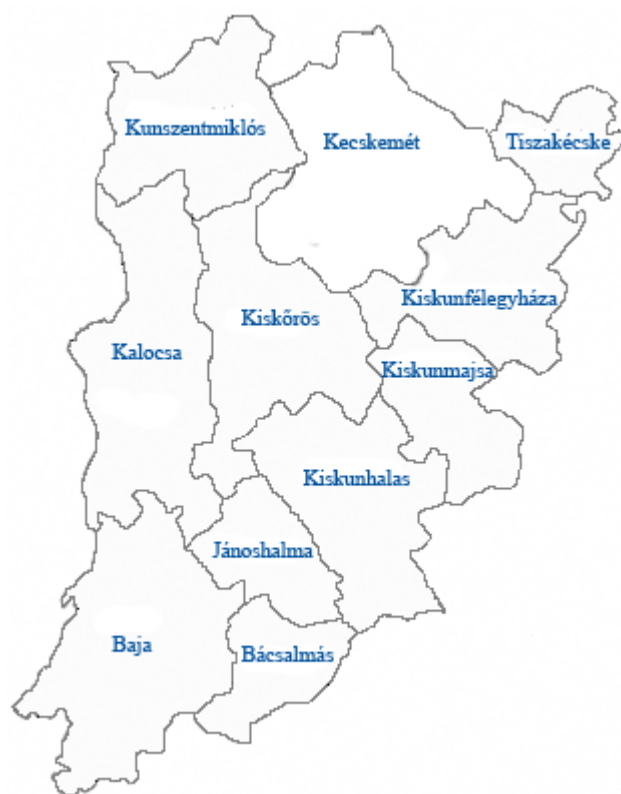 Kunszentmiklós
Kecskemét
Tiszakécske
Kiskunfélegyháza
Kiskőrös
Kalocsa
Kiskunmajsa
Kiskunhalas
Jánoshalma
Baja
Bácsalmás